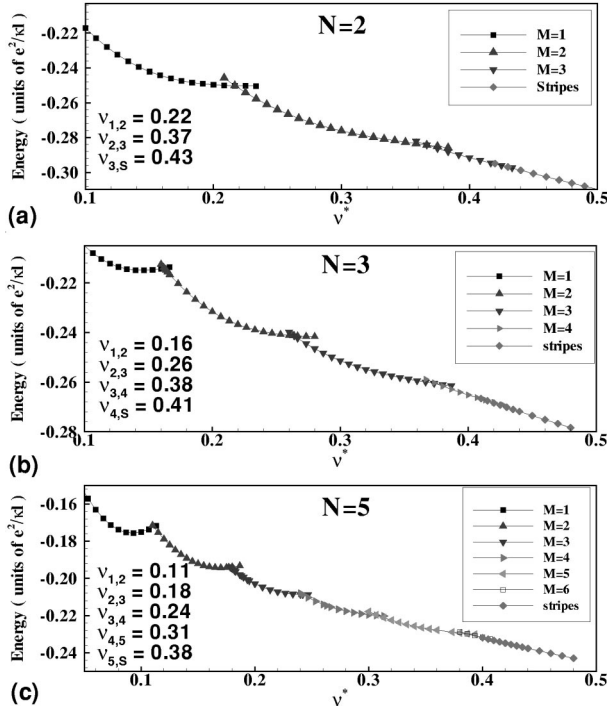 N=2
Energy ( units of e²/κl )
-0.22
-0.24
-0.26
-0.28
-0.30
M=1
M=2
M=3
Stripes
ν1,2 = 0.22
ν2,3 = 0.37
ν3,S = 0.43
0.1 0.2 0.3 0.4 0.5
(a)
ν*
N=3
Energy ( units of e²/κl )
-0.22
-0.24
-0.26
-0.28
M=1
M=2
M=3
M=4
stripes
ν1,2 = 0.16
ν2,3 = 0.26
ν3,4 = 0.38
ν4,S = 0.41
0.1 0.2 0.3 0.4 0.5
(b)
ν*
N=5
Energy ( units of e²/κl )
-0.16
-0.18
-0.20
-0.22
-0.24
M=1
M=2
M=3
M=4
M=5
M=6
stripes
ν1,2 = 0.11
ν2,3 = 0.18
ν3,4 = 0.24
ν4,5 = 0.31
ν5,S = 0.38
0.1 0.2 0.3 0.4 0.5
(c)
ν*